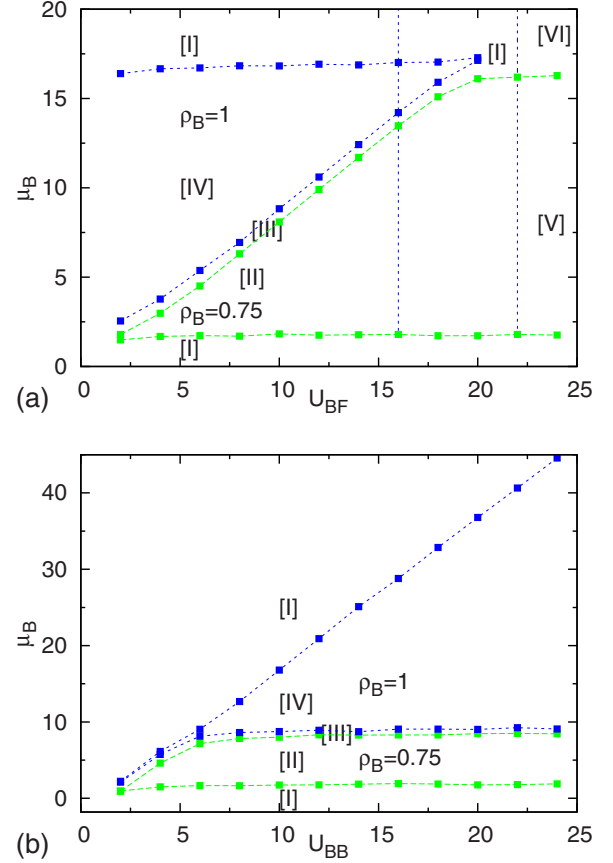 20
[I]
[I]
[VI]
15
ρB=1
μB
10
[IV]
[III]
[V]
[II]
5
ρB=0.75
[I]
0
0 5 10 15 20 25
(a)
UBF
40
30
μB
[I]
20
ρB=1
[IV]
10
[III]
[II]
ρB=0.75
[I]
0
0 5 10 15 20 25
(b)
UBB